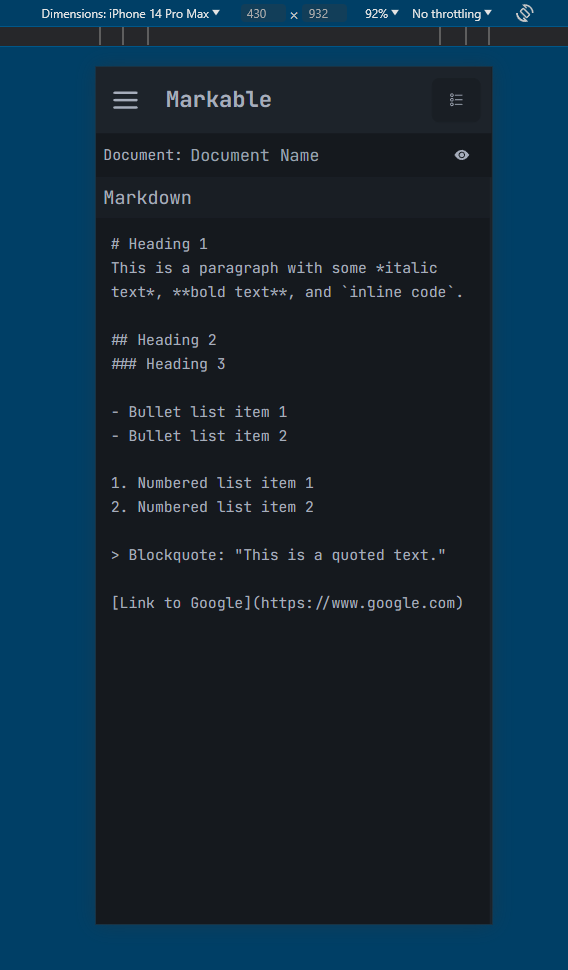 Dimensions: iPhone 14 Pro Max 430 × 932 92% No throttling
Markable
Document: Document Name
Markdown
# Heading 1
This is a paragraph with some *italic
text*, **bold text**, and `inline code`.
## Heading 2
### Heading 3
- Bullet list item 1
- Bullet list item 2
1. Numbered list item 1
2. Numbered list item 2
> Blockquote: "This is a quoted text."
[Link to Google](https://www.google.com)